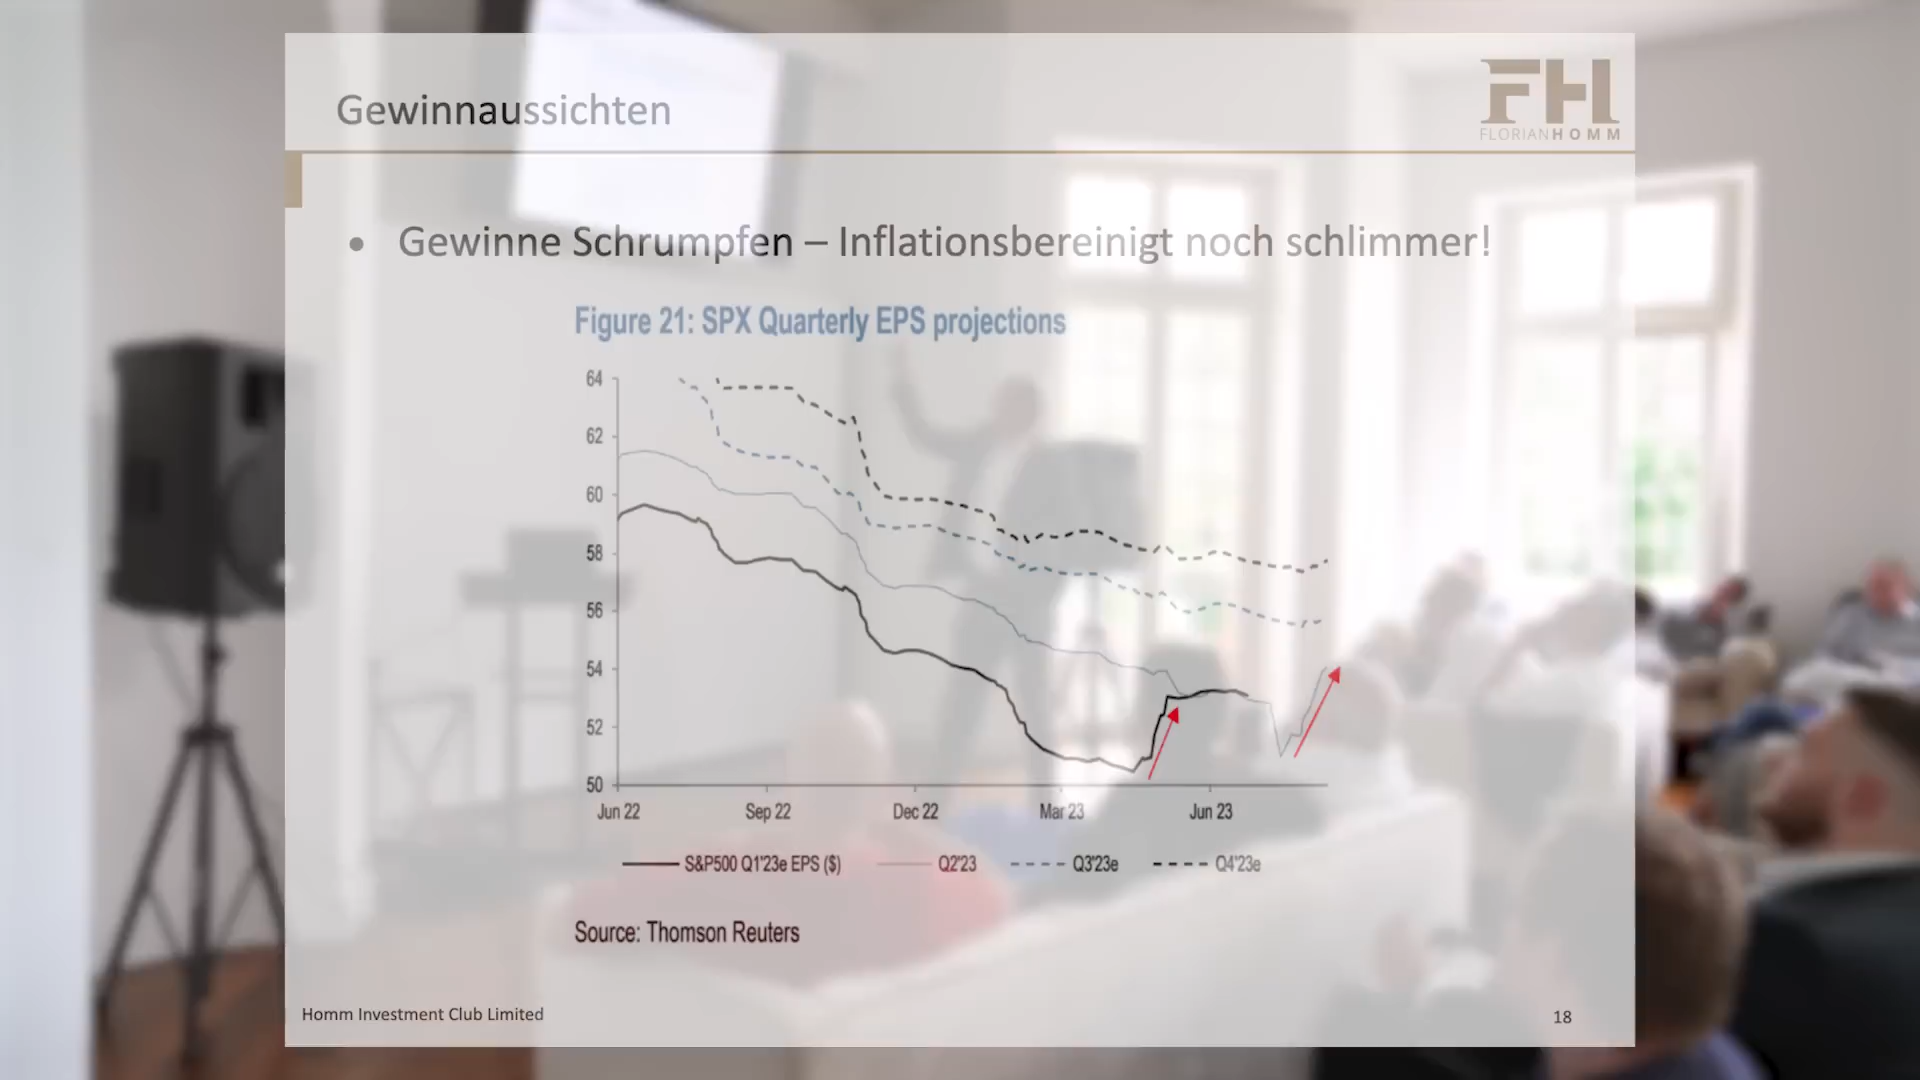 Gewinnaussichten
FH
FLORIANHOMM
• Gewinne Schrumpfen – Inflationsbereinigt noch schlimmer!
Figure 21: SPX Quarterly EPS projections
64
62
60
58
56
54
52
50
Jun 22 Sep 22 Dec 22 Mar 23 Jun 23
S&P500 Q1'23e EPS ($) Q2'23 Q3'23e Q4'23e
Source: Thomson Reuters
Homm Investment Club Limited
18